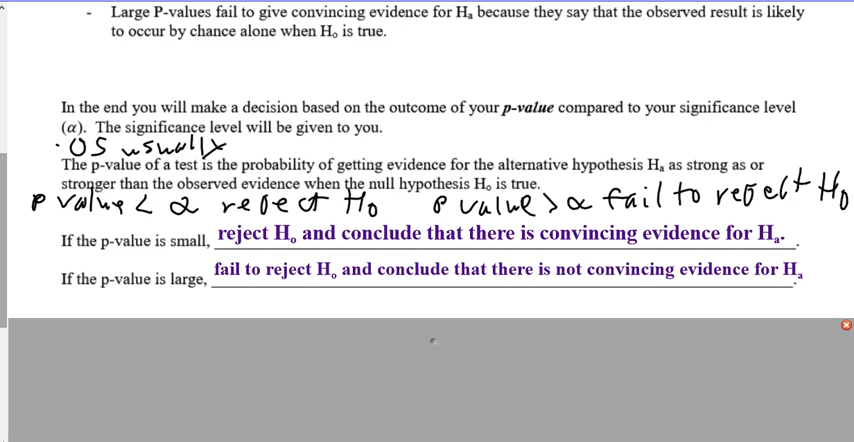 - Large P-values fail to give convincing evidence for Hₐ because they say that the observed result is likely
to occur by chance alone when H₀ is true.
In the end you will make a decision based on the outcome of your p-value compared to your significance level
(α). The significance level will be given to you.
.05 usually
The p-value of a test is the probability of getting evidence for the alternative hypothesis Hₐ as strong as or
stronger than the observed evidence when the null hypothesis H₀ is true.
P value < α reject H₀ P value > α fail to reject H₀
If the p-value is small, reject H₀ and conclude that there is convincing evidence for Hₐ.
If the p-value is large, fail to reject H₀ and conclude that there is not convincing evidence for Hₐ.